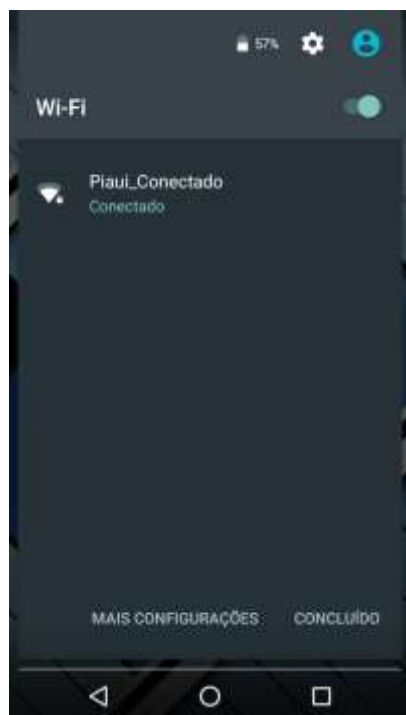 57%
Wi-Fi
Piaui_Conectado
Conectado
MAIS CONFIGURAÇÕES CONCLUÍDO